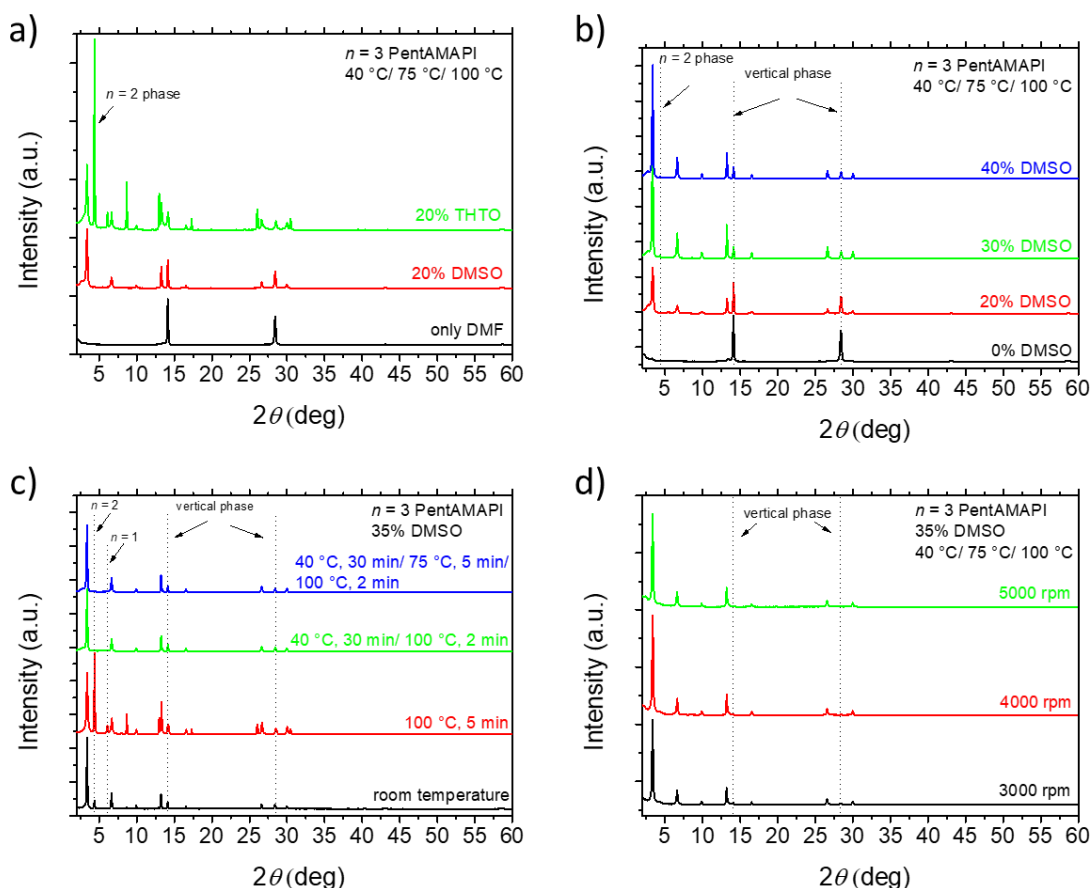 a)
n = 3 PentAMAPI
40 °C/ 75 °C/ 100 °C
n = 2 phase
20% THTO
20% DMSO
only DMF
Intensity (a.u.)
5 10 15 20 25 30 35 40 45 50 55 60
2θ (deg)
b)
n = 2 phase
n = 3 PentAMAPI
40 °C/ 75 °C/ 100 °C
vertical phase
40% DMSO
30% DMSO
20% DMSO
0% DMSO
Intensity (a.u.)
5 10 15 20 25 30 35 40 45 50 55 60
2θ (deg)
c)
n = 2
vertical phase
n = 3 PentAMAPI
35% DMSO
n = 1
40 °C, 30 min/ 75 °C, 5 min/
100 °C, 2 min
40 °C, 30 min/ 100 °C, 2 min
100 °C, 5 min
room temperature
Intensity (a.u.)
5 10 15 20 25 30 35 40 45 50 55 60
2θ (deg)
d)
n = 3 PentAMAPI
vertical phase
35% DMSO
40 °C/ 75 °C/ 100 °C
5000 rpm
4000 rpm
3000 rpm
Intensity (a.u.)
5 10 15 20 25 30 35 40 45 50 55 60
2θ (deg)